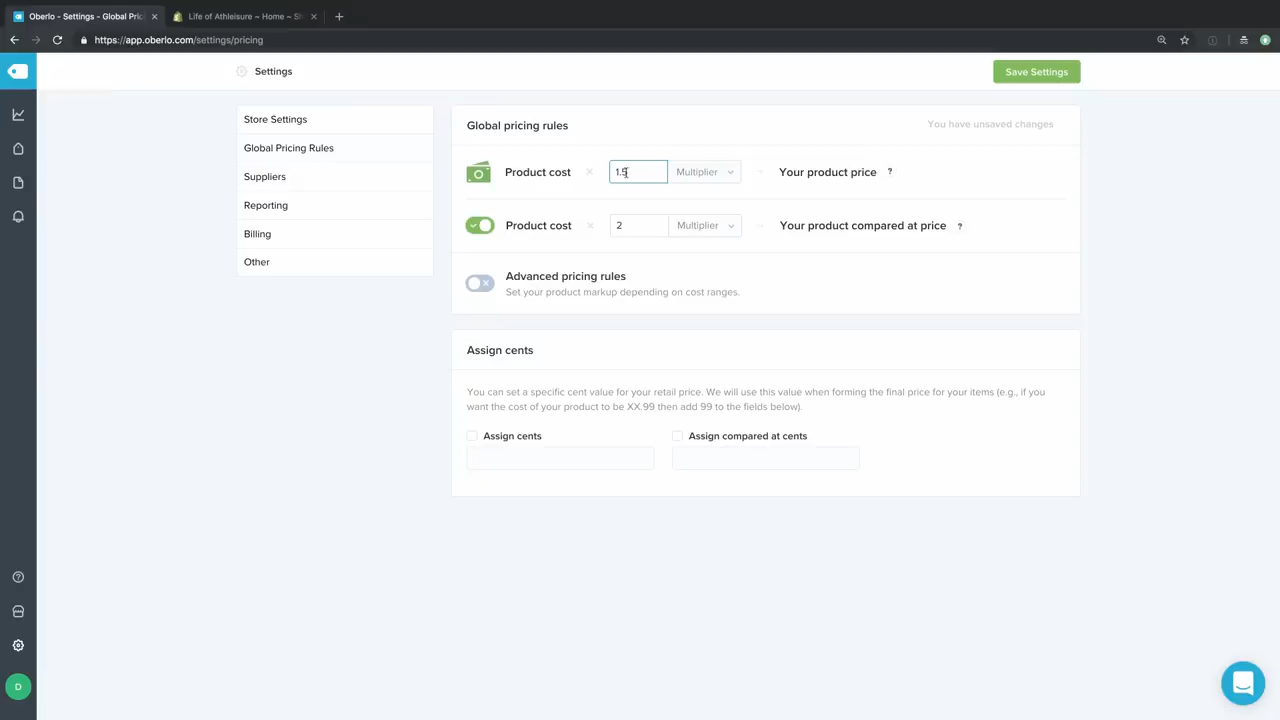 Oberlo - Settings - Global Pric
Life of Athleisure ~ Home ~ Sh
https://app.oberlo.com/settings/pricing
Settings
Save Settings
Store Settings
Global Pricing Rules
Suppliers
Reporting
Billing
Other
Global pricing rules
You have unsaved changes
Product cost
1.5
Multiplier
Your product price ?
Product cost
2
Multiplier
Your product compared at price ?
Advanced pricing rules
Set your product markup depending on cost ranges.
Assign cents
You can set a specific cent value for your retail price. We will use this value when forming the final price for your items (e.g., if you
want the cost of your product to be XX.99 then add 99 to the fields below).
Assign cents
Assign compared at cents
D